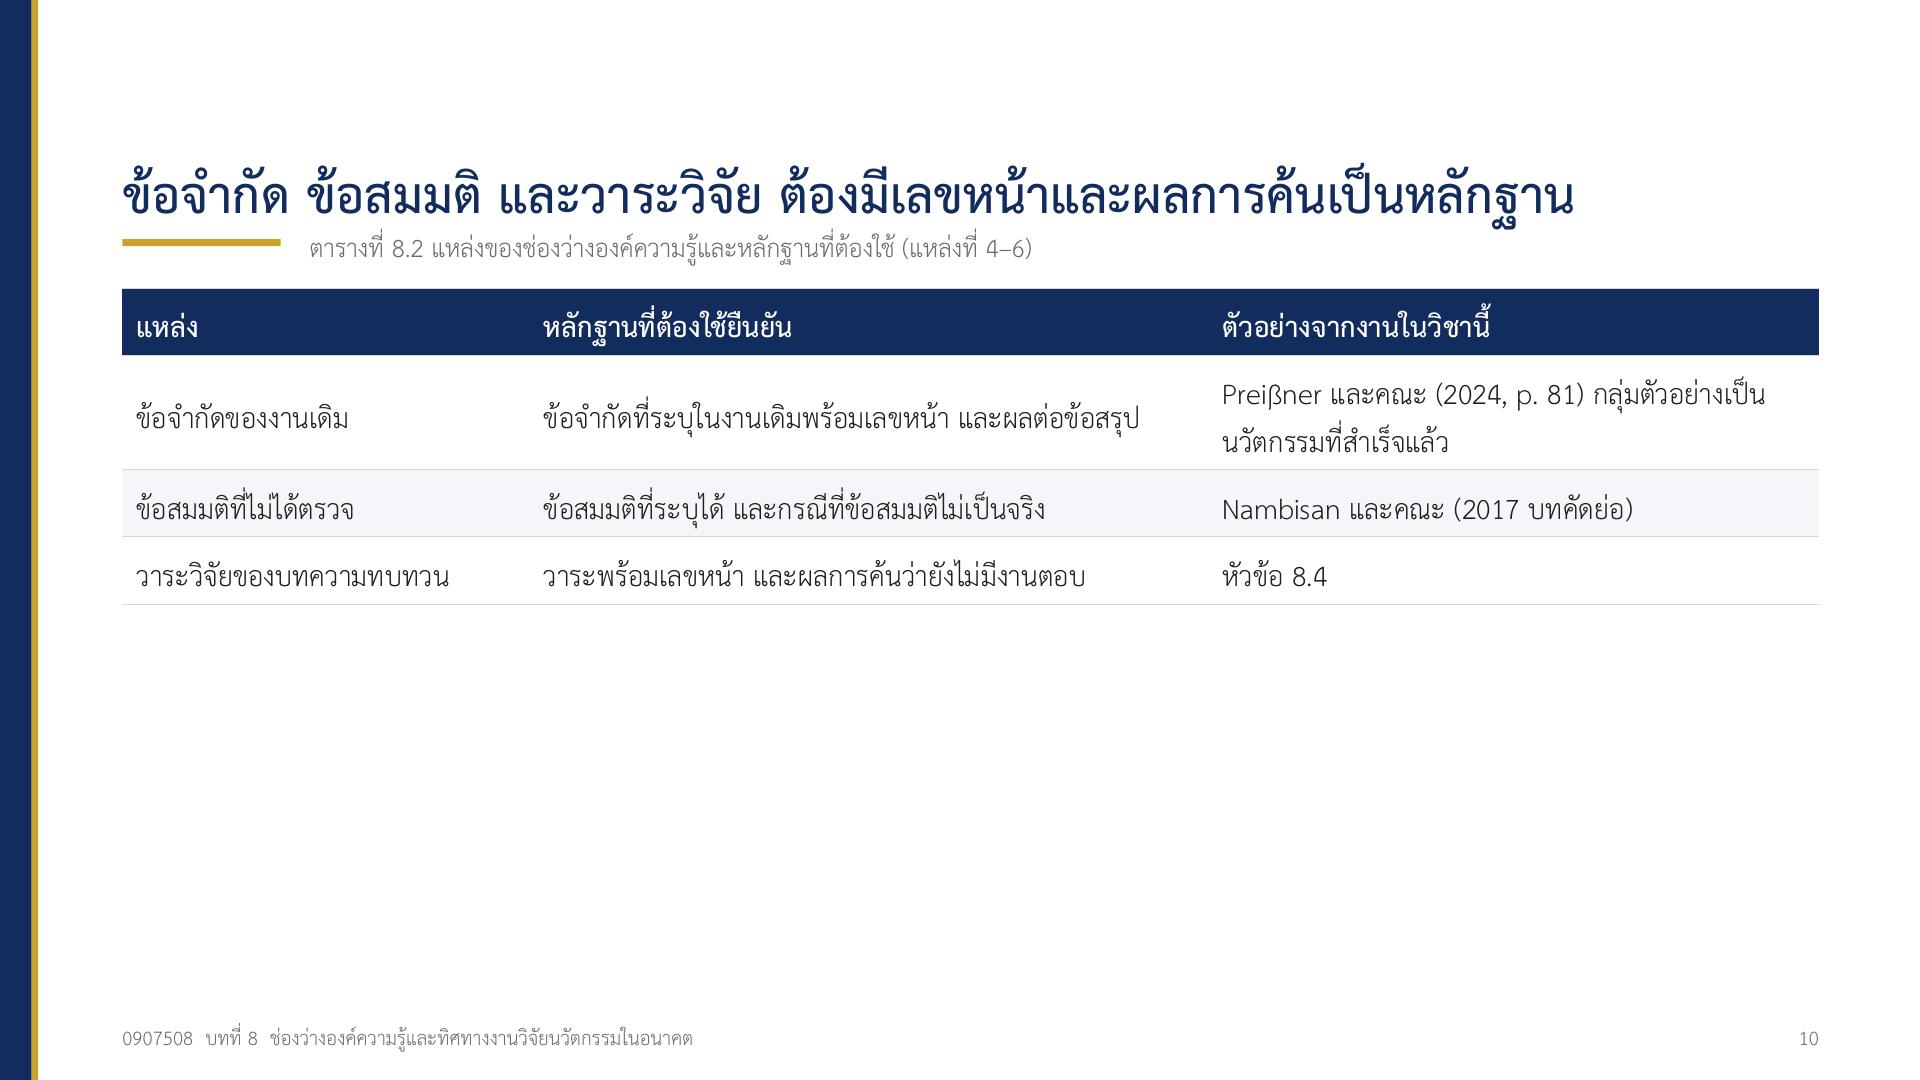 ข้อจำกัด ข้อสมมติ และวาระวิจัย ต้องมีเลขหน้าและผลการค้นเป็นหลักฐาน
ตารางที่ 8.2 แหล่งของช่องว่างองค์ความรู้และหลักฐานที่ต้องใช้ (แหล่งที่ 4–6)
แหล่ง หลักฐานที่ต้องใช้ยืนยัน ตัวอย่างจากงานในวิชานี้
ข้อจำกัดของงานเดิม ข้อจำกัดที่ระบุในงานเดิมพร้อมเลขหน้า และผลต่อข้อสรุป Preißner และคณะ (2024, p. 81) กลุ่มตัวอย่างเป็น
นวัตกรรมที่สำเร็จแล้ว
ข้อสมมติที่ไม่ได้ตรวจ ข้อสมมติที่ระบุได้ และกรณีที่ข้อสมมติไม่เป็นจริง Nambisan และคณะ (2017 บทคัดย่อ)
วาระวิจัยของบทความทบทวน วาระพร้อมเลขหน้า และผลการค้นว่ายังไม่มีงานตอบ หัวข้อ 8.4
0907508 บทที่ 8 ช่องว่างองค์ความรู้และทิศทางงานวิจัยนวัตกรรมในอนาคต 10